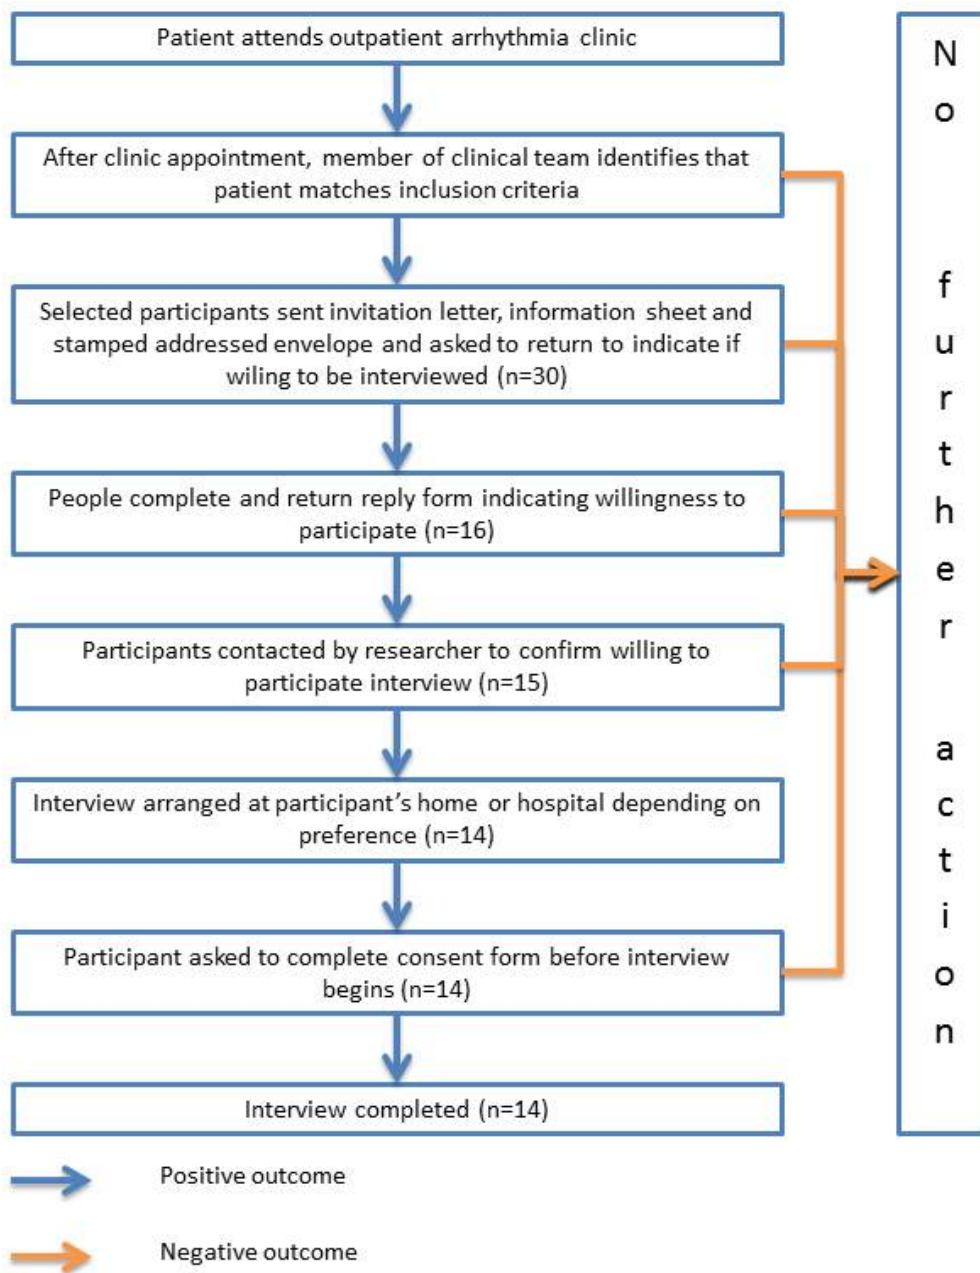 Patient attends outpatient arrhythmia clinic
After clinic appointment, member of clinical team identifies that
patient matches inclusion criteria
Selected participants sent invitation letter, information sheet and
stamped addressed envelope and asked to return to indicate if
wiling to be interviewed (n=30)
People complete and return reply form indicating willingness to
participate (n=16)
Participants contacted by researcher to confirm willing to
participate interview (n=15)
Interview arranged at participant's home or hospital depending on
preference (n=14)
Participant asked to complete consent form before interview
begins (n=14)
Interview completed (n=14)
No further action
Positive outcome
Negative outcome